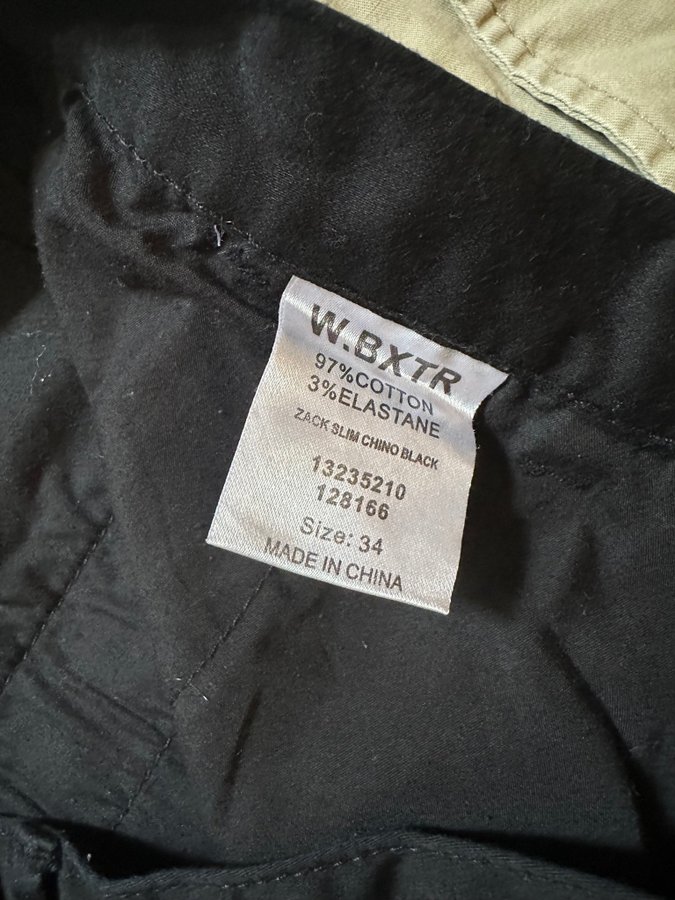 W.BXTR
97%COTTON
3%ELASTANE
ZACK SLIM CHINO BLACK
13235210
128166
Size: 34
MADE IN CHINA